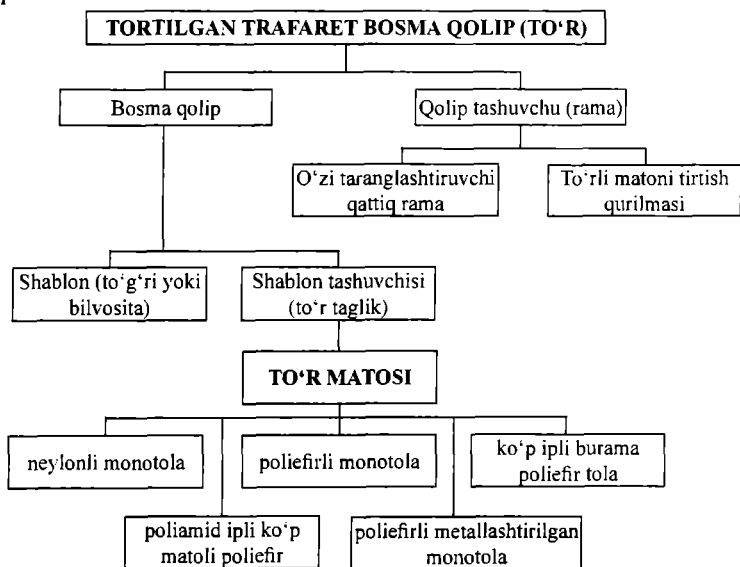 TORTILGAN TRAFARET BOSMA QOLIP (TO‘R)
Bosma qolip
Qolip tashuvchu (rama)
O‘zi taranglashtiruvchi
qattiq rama
To‘rli matoni tirtish
qurilmasi
Shablon (to‘g‘ri yoki
bilvosita)
Shablon tashuvchisi
(to‘r taglik)
TO‘R MATOSI
neylonli monotola
poliefirli monotola
ko‘p ipli burama
poliefir tola
poliamid ipli ko‘p
matoli poliefir
poliefirli metallashtirilgan
monotola